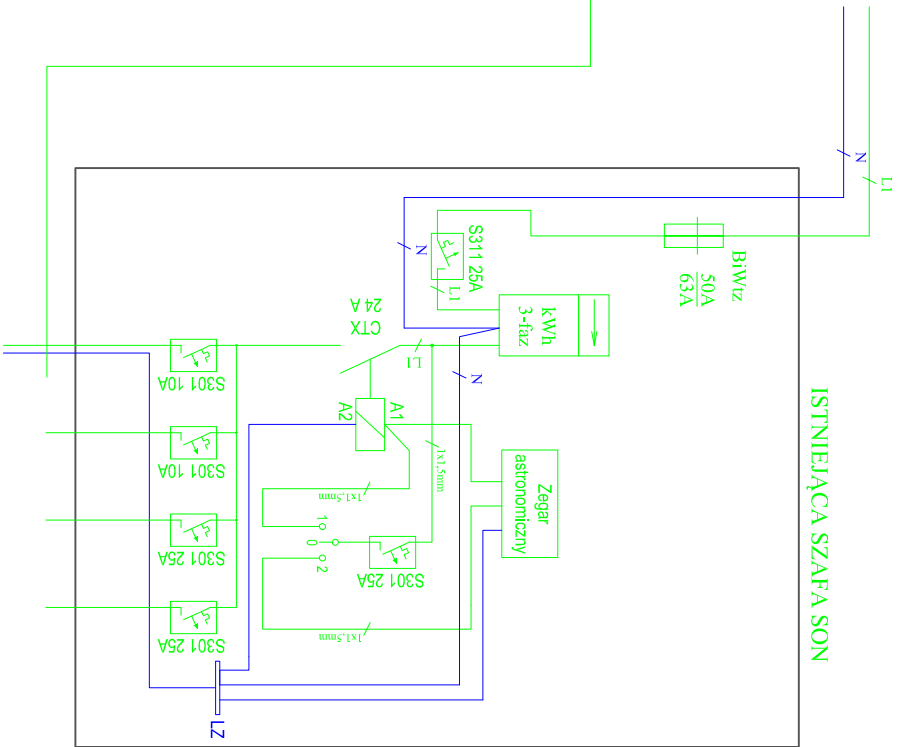 N
L1
BiWtz
50A
63A
S311 25A
N
L1
kWh
3-faz
24 A
CTX
L1
N
S301 10A
A1
A2
ISTNIEJĄCA SZAFA SON
S301 10A
1x1,5mm
Zegar
astronomiczny
1x1,5mm
1
0
2
S301 25A
S301 25A
1x1,5mm
S301 25A
LZ